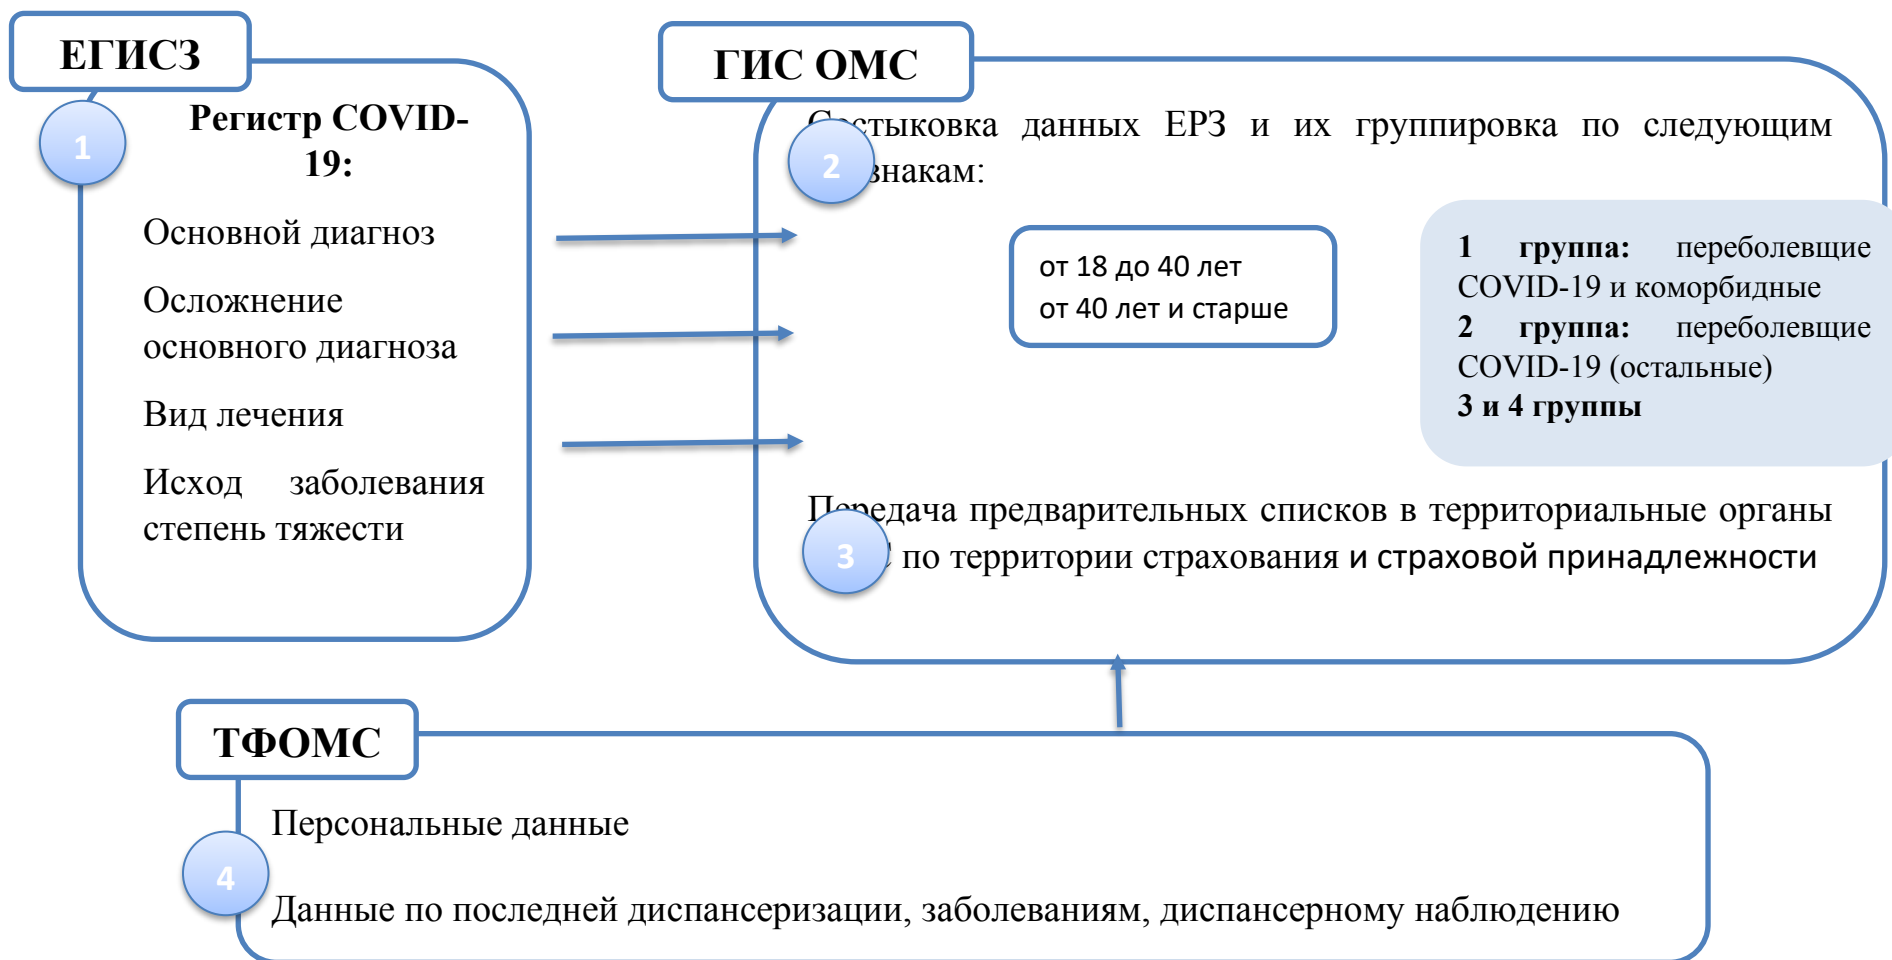 ЕГИСЗ
1
Регистр COVID-
19:
Основной диагноз
Осложнение
основного диагноза
Вид лечения
Исход заболевания
степень тяжести
ГИС ОМС
2
данных ЕРЗ и их группировка по следующим
от 18 до 40 лет
от 40 лет и старше
1 группа: переболевщие
COVID-19 и коморбидные
2 группа: переболевщие
COVID-19 (остальные)
3 и 4 группы
3
Передача предварительных списков в территориальные органы
по территории страхования и страховой принадлежности
ТФОМС
4
Персональные данные
Данные по последней диспансеризации, заболеваниям, диспансерному наблюдению